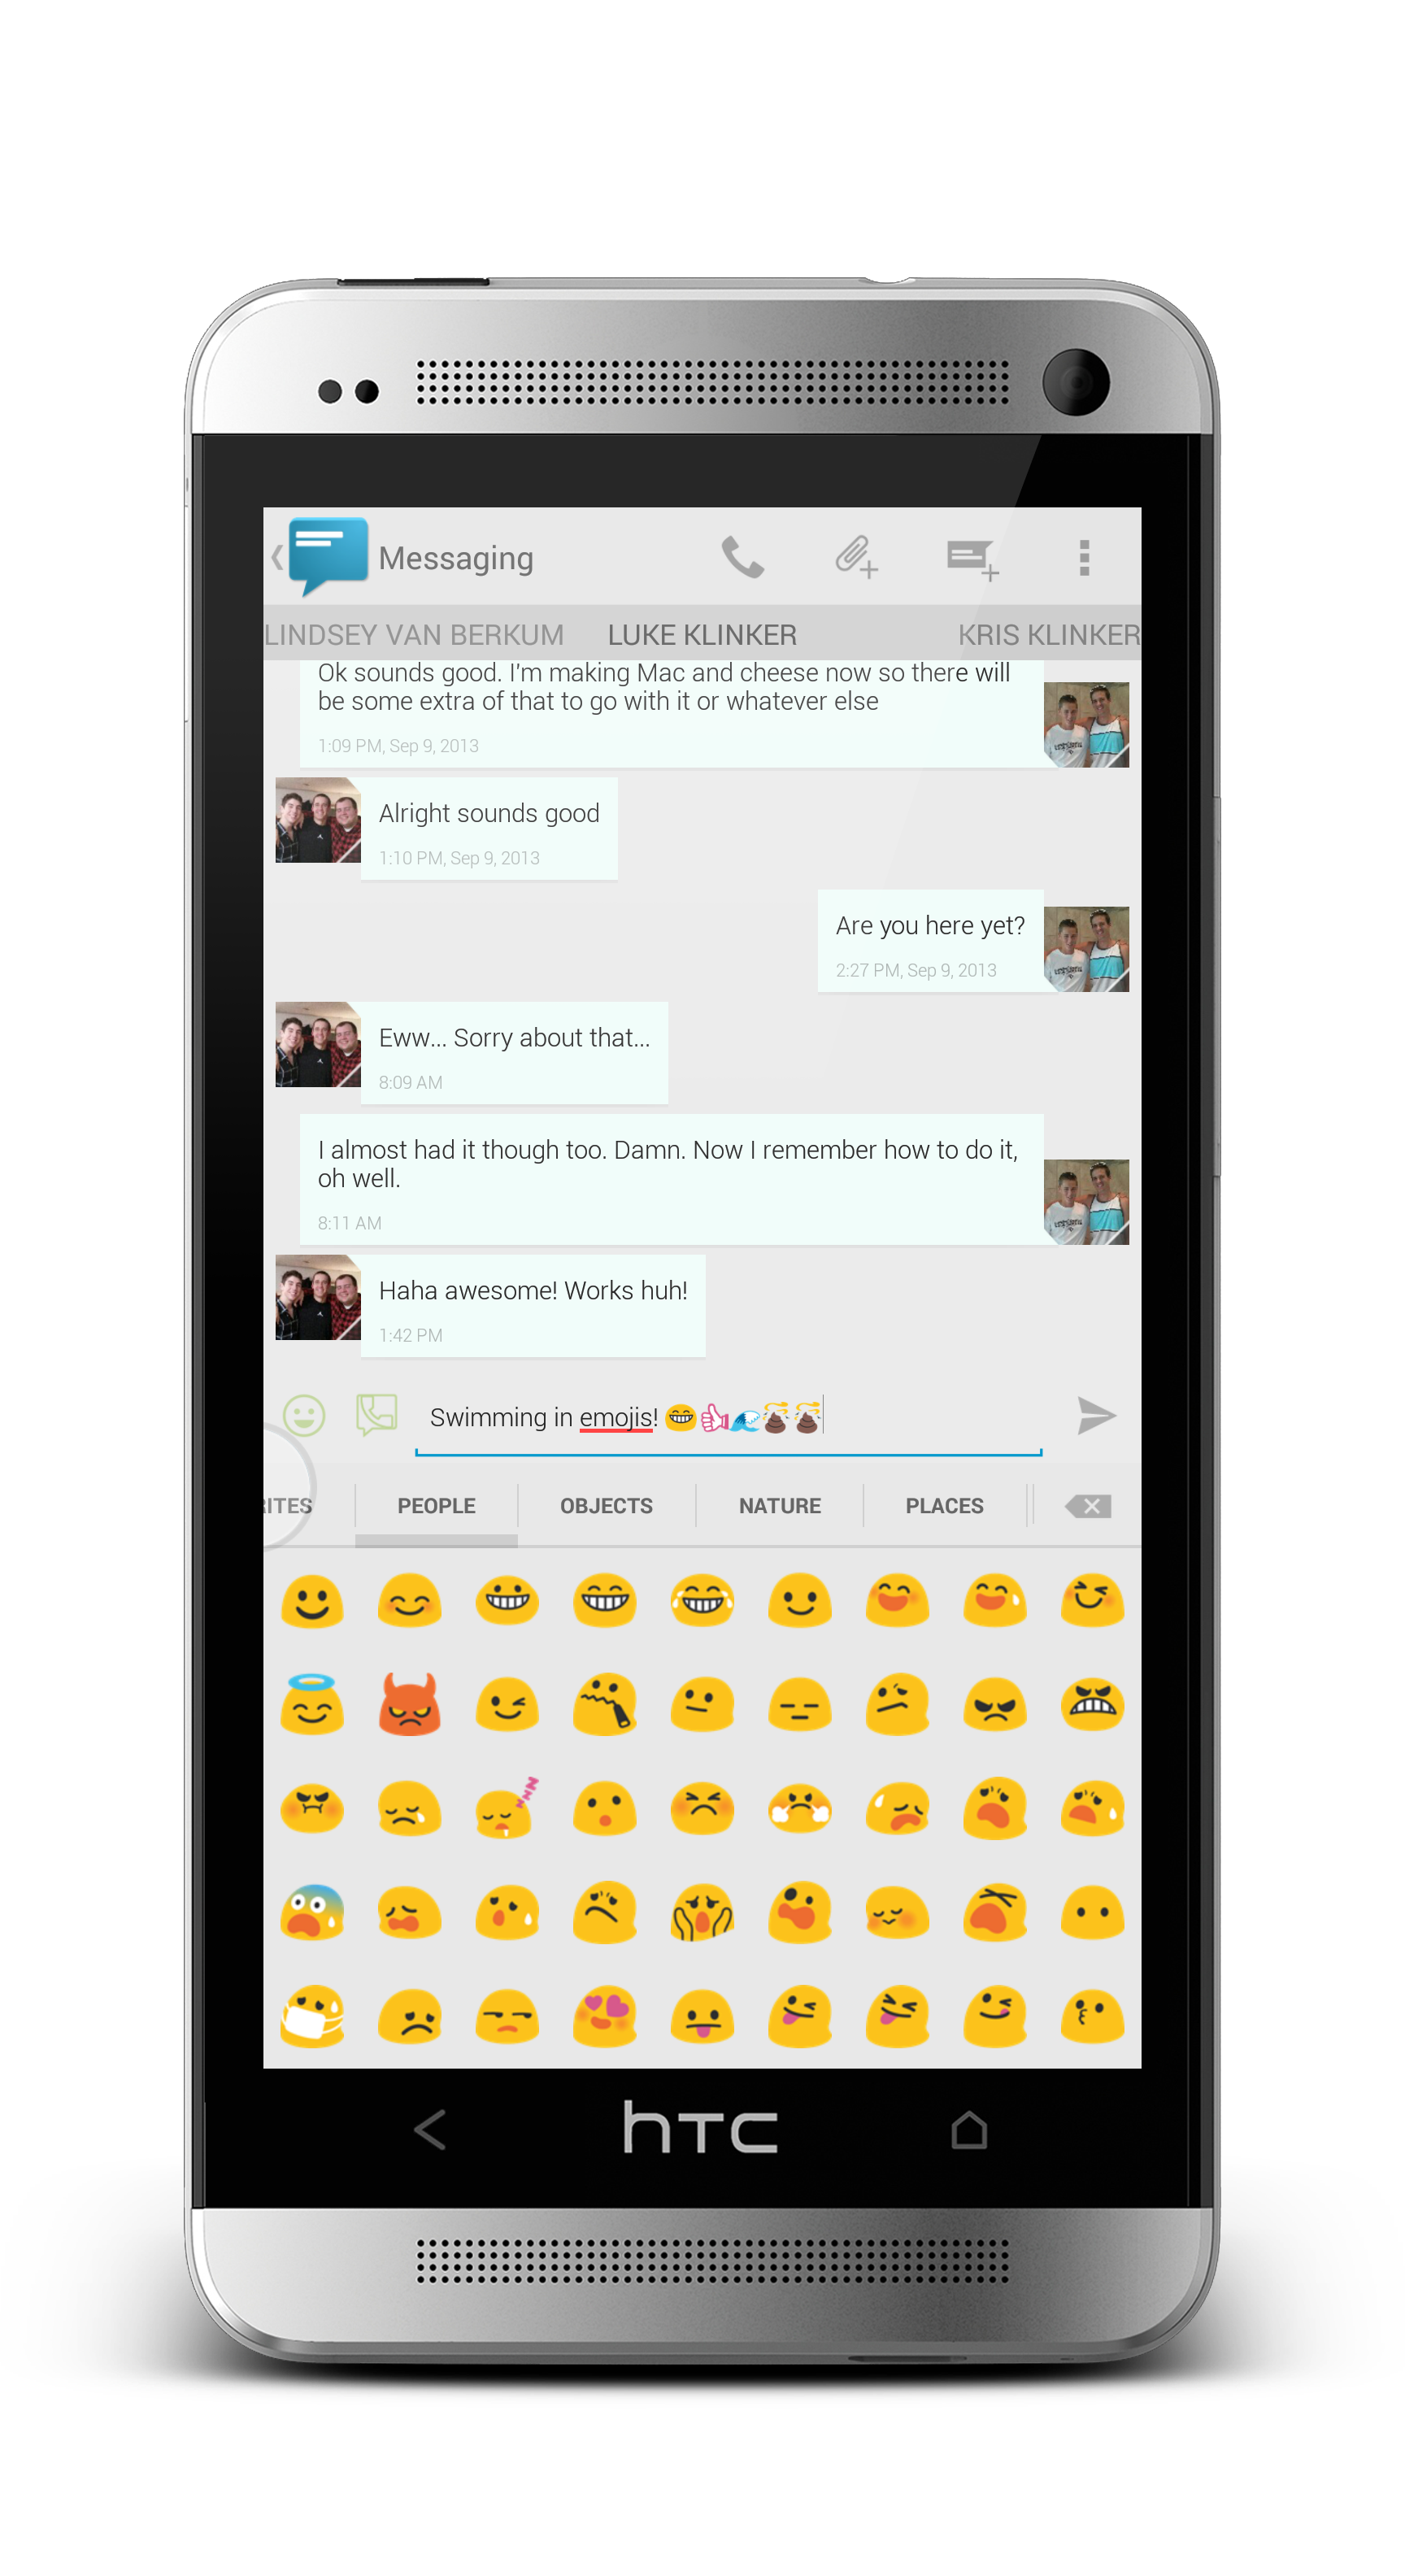 Messaging
LINDSEY VAN BERKUM LUKE KLINKER KRIS KLINKER
Ok sounds good. I'm making Mac and cheese now so there will
be some extra of that to go with it or whatever else
1:09 PM, Sep 9, 2013
Alright sounds good
1:10 PM, Sep 9, 2013
Are you here yet?
2:27 PM, Sep 9, 2013
Eww... Sorry about that...
8:09 AM
I almost had it though too. Damn. Now I remember how to do it,
oh well.
8:11 AM
Haha awesome! Works huh!
1:42 PM
Swimming in emojis! 😁👍🌊💩💩
RITES PEOPLE OBJECTS NATURE PLACES
hTC